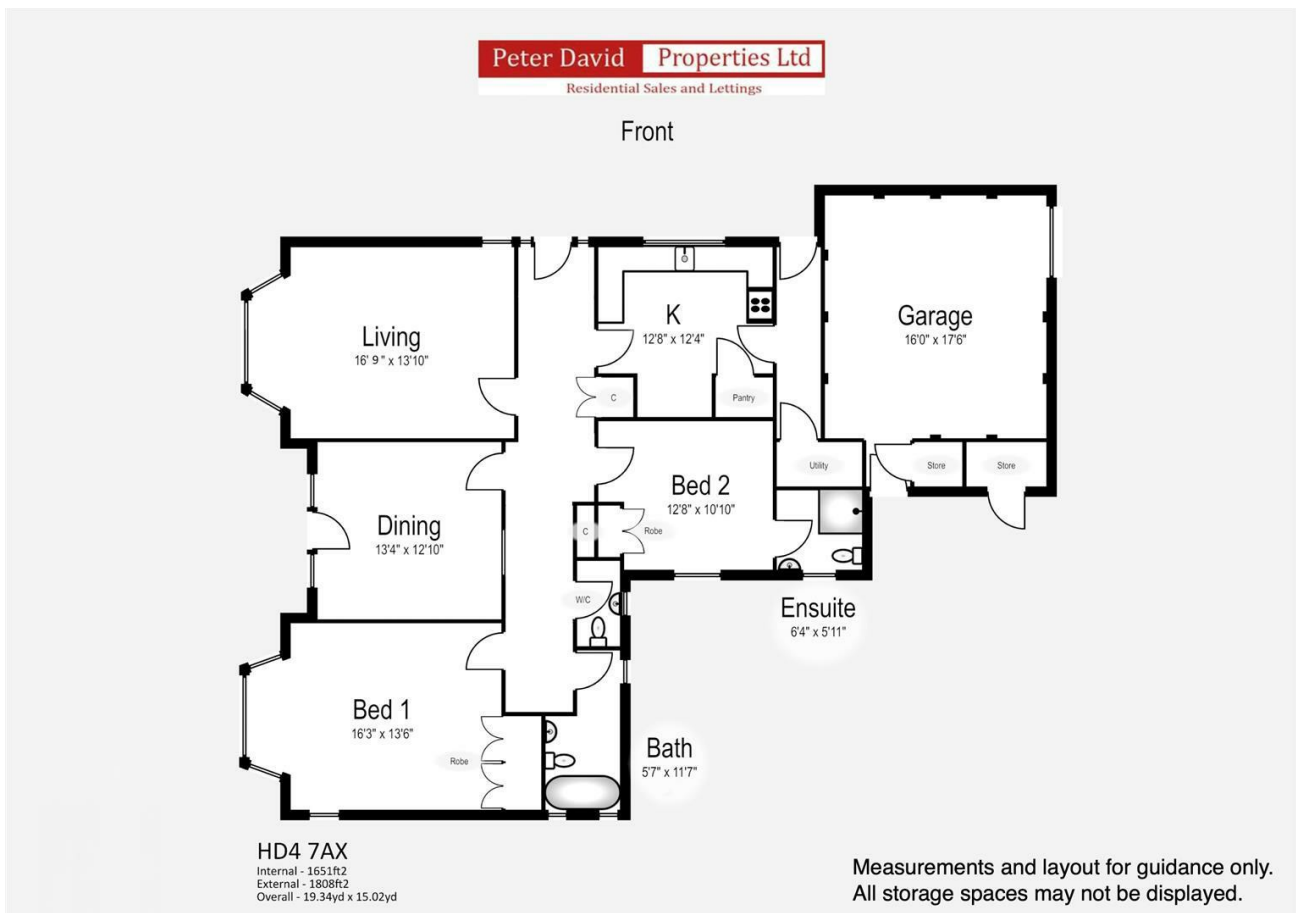 Peter David Properties Ltd
Residential Sales and Lettings
Front
Living
16' 9" x 13'10"
K
12'8" x 12'4"
Garage
16'0" x 17'6"
C
Pantry
Utility
Store
Store
Bed 2
12'8" x 10'10"
Dining
13'4" x 12'10"
C
Robe
W/C
Ensuite
6'4" x 5'11"
Bed 1
16'3" x 13'6"
Robe
Bath
5'7" x 11'7"
HD4 7AX
Internal - 1651ft2
External - 1808ft2
Overall - 19.34yd x 15.02yd
Measurements and layout for guidance only.
All storage spaces may not be displayed.